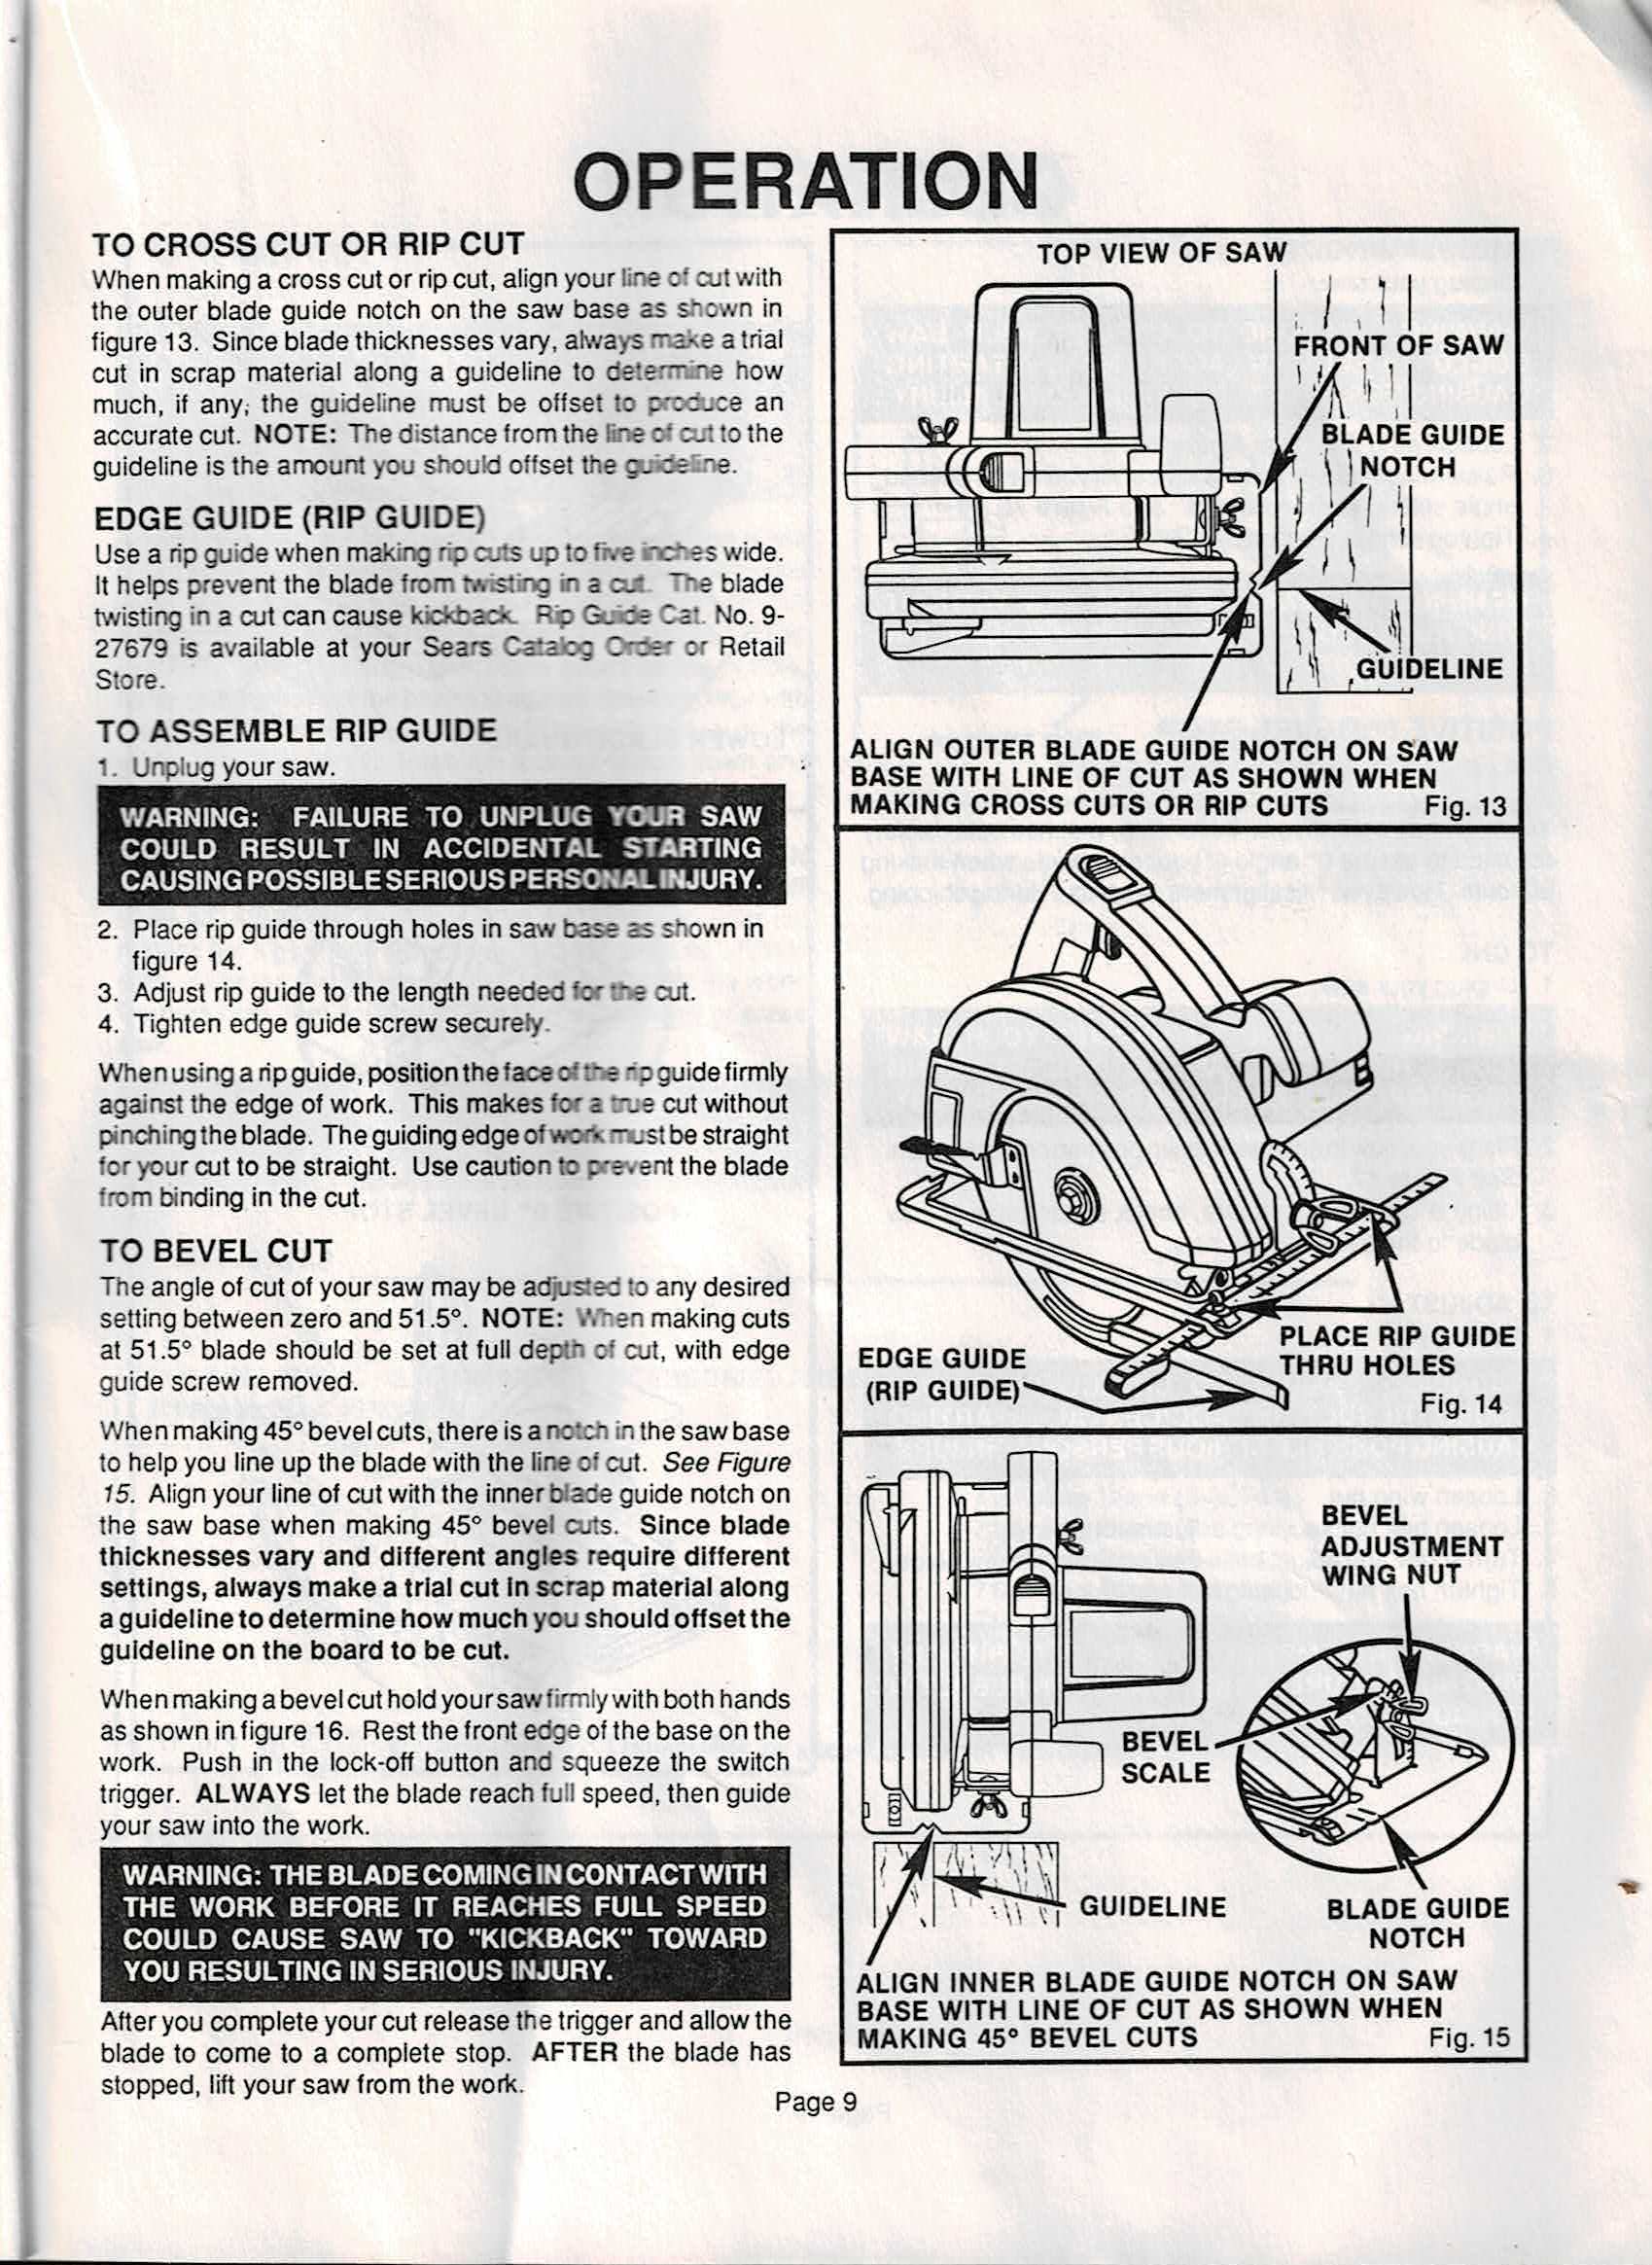 OPERATION
TO CROSS CUT OR RIP CUT
When making a cross cut or rip cut, align your line of cut with
the outer blade guide notch on the saw base as shown in
figure 13. Since blade thicknesses vary, always make a trial
cut in scrap material along a guideline to determine how
much, if any, the guideline must be offset to produce an
accurate cut. NOTE: The distance from the line of cut to the
guideline is the amount you should offset the guideline.
EDGE GUIDE (RIP GUIDE)
Use a rip guide when making rip cuts up to five inches wide.
It helps prevent the blade from twisting in a cut. The blade
twisting in a cut can cause kickback. Rip Guide Cat. No. 9-
27679 is available at your Sears Catalog Order or Retail
Store.
TO ASSEMBLE RIP GUIDE
1. Unplug your saw.
WARNING: FAILURE TO UNPLUG YOUR SAW
COULD RESULT IN ACCIDENTAL STARTING
CAUSING POSSIBLE SERIOUS PERSONAL INJURY.
2. Place rip guide through holes in saw base as shown in
figure 14.
3. Adjust rip guide to the length needed for the cut.
4. Tighten edge guide screw securely.
When using a rip guide, position the face of the rip guide firmly
against the edge of work. This makes for a true cut without
pinching the blade. The guiding edge of work must be straight
for your cut to be straight. Use caution to prevent the blade
from binding in the cut.
TO BEVEL CUT
The angle of cut of your saw may be adjusted to any desired
setting between zero and 51.5°. NOTE: When making cuts
at 51.5° blade should be set at full depth of cut, with edge
guide screw removed.
When making 45° bevel cuts, there is a notch in the saw base
to help you line up the blade with the line of cut. See Figure
15. Align your line of cut with the inner blade guide notch on
the saw base when making 45° bevel cuts. Since blade
thicknesses vary and different angles require different
settings, always make a trial cut in scrap material along
a guideline to determine how much you should offset the
guideline on the board to be cut.
When making a bevel cut hold your saw firmly with both hands
as shown in figure 16. Rest the front edge of the base on the
work. Push in the lock-off button and squeeze the switch
trigger. ALWAYS let the blade reach full speed, then guide
your saw into the work.
WARNING: THE BLADE COMING IN CONTACT WITH
THE WORK BEFORE IT REACHES FULL SPEED
COULD CAUSE SAW TO "KICKBACK" TOWARD
YOU RESULTING IN SERIOUS INJURY.
After you complete your cut release the trigger and allow the
blade to come to a complete stop. AFTER the blade has
stopped, lift your saw from the work.
TOP VIEW OF SAW
FRONT OF SAW
BLADE GUIDE
NOTCH
GUIDELINE
ALIGN OUTER BLADE GUIDE NOTCH ON SAW
BASE WITH LINE OF CUT AS SHOWN WHEN
MAKING CROSS CUTS OR RIP CUTS Fig. 13
PLACE RIP GUIDE
THRU HOLES
EDGE GUIDE
(RIP GUIDE)
Fig. 14
BEVEL
ADJUSTMENT
WING NUT
BEVEL
SCALE
GUIDELINE
BLADE GUIDE
NOTCH
ALIGN INNER BLADE GUIDE NOTCH ON SAW
BASE WITH LINE OF CUT AS SHOWN WHEN
MAKING 45° BEVEL CUTS Fig. 15
Page 9